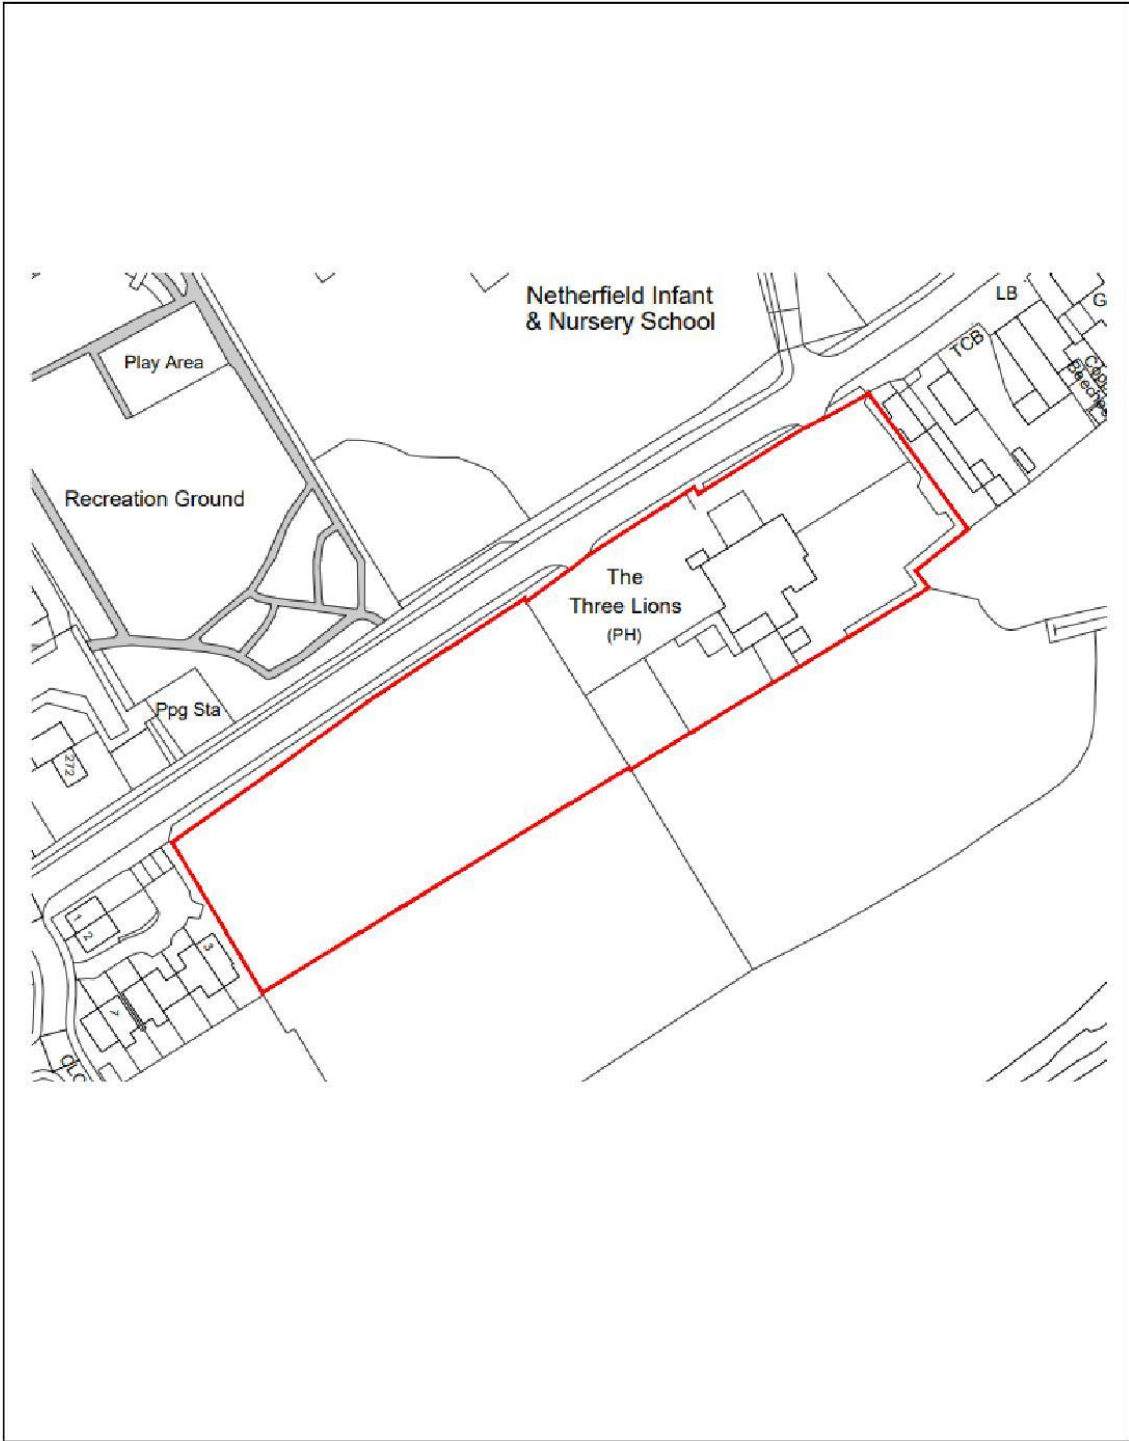 Netherfield Infant
& Nursery School
LB
G
TCB
Play Area
Recreation Ground
The
Three Lions
(PH)
Ppg Sta
272
1
2
3
7